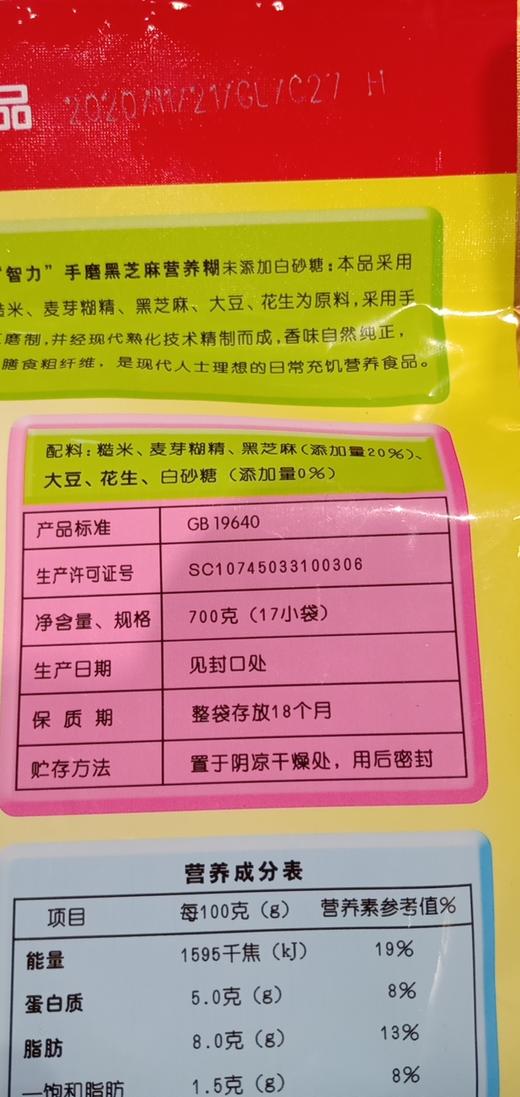 品 2020/11/21/GL/C27 H
“智力”手磨黑芝麻营养糊未添加白砂糖:本品采用
糙米、麦芽糊精、黑芝麻、大豆、花生为原料,采用手
磨制,并经现代熟化技术精制而成,香味自然纯正,
膳食粗纤维,是现代人士理想的日常充饥营养食品。
配料:糙米、麦芽糊精、黑芝麻(添加量20%)、
大豆、花生、白砂糖(添加量0%)
产品标准 GB 19640
生产许可证号 SC10745033100306
净含量、规格 700克(17小袋)
生产日期 见封口处
保质期 整袋存放18个月
贮存方法 置于阴凉干燥处,用后密封
营养成分表
项目 每100克(g) 营养素参考值%
能量 1595千焦(kJ) 19%
蛋白质 5.0克(g) 8%
脂肪 8.0克(g) 13%
—饱和脂肪 1.5克(g) 8%